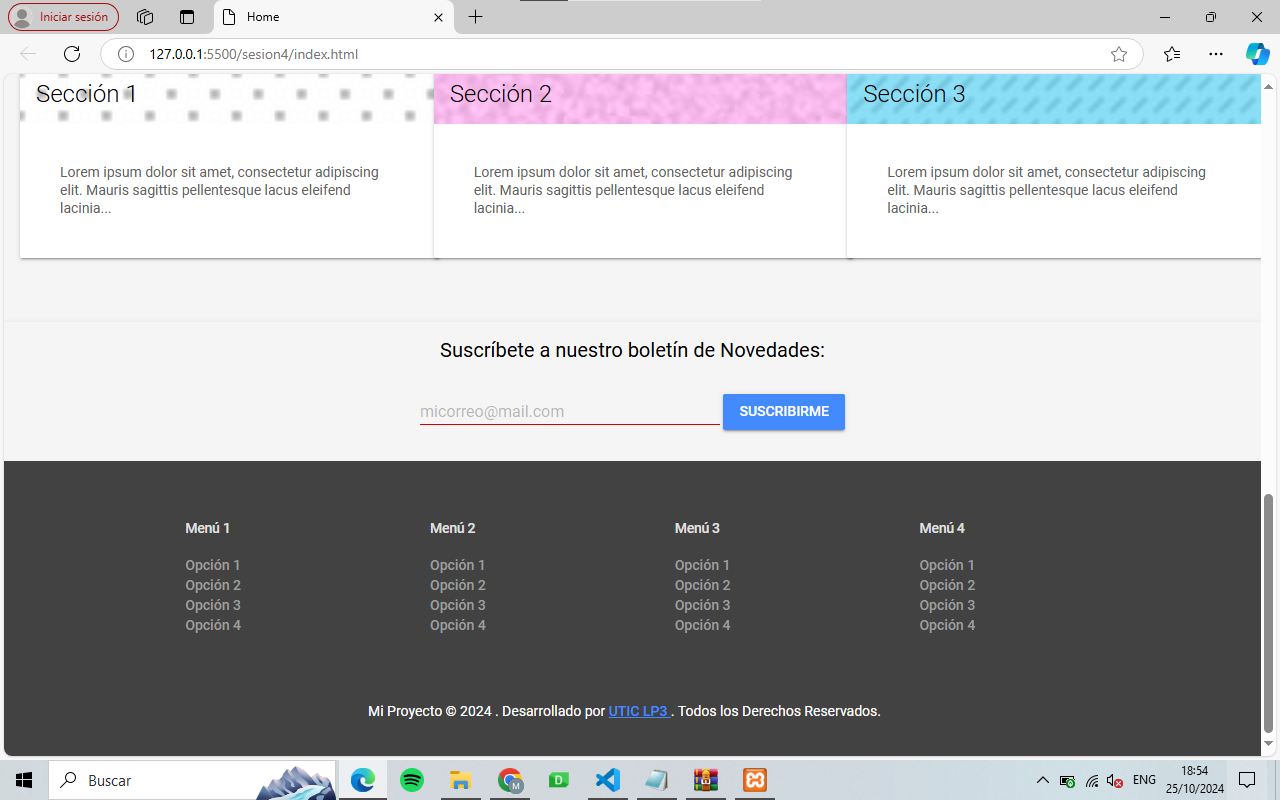 Iniciar sesión
Home
127.0.0.1:5500/sesion4/index.html
Sección 1
Sección 2
Sección 3
Lorem ipsum dolor sit amet, consectetur adipiscing
elit. Mauris sagittis pellentesque lacus eleifend
lacinia...
Lorem ipsum dolor sit amet, consectetur adipiscing
elit. Mauris sagittis pellentesque lacus eleifend
lacinia...
Lorem ipsum dolor sit amet, consectetur adipiscing
elit. Mauris sagittis pellentesque lacus eleifend
lacinia...
Suscríbete a nuestro boletín de Novedades:
micorreo@mail.com
SUSCRIBIRME
Menú 1
Opción 1
Opción 2
Opción 3
Opción 4
Menú 2
Opción 1
Opción 2
Opción 3
Opción 4
Menú 3
Opción 1
Opción 2
Opción 3
Opción 4
Menú 4
Opción 1
Opción 2
Opción 3
Opción 4
Mi Proyecto © 2024 . Desarrollado por UTIC LP3 . Todos los Derechos Reservados.
Buscar
D
M
ENG
18:54
25/10/2024